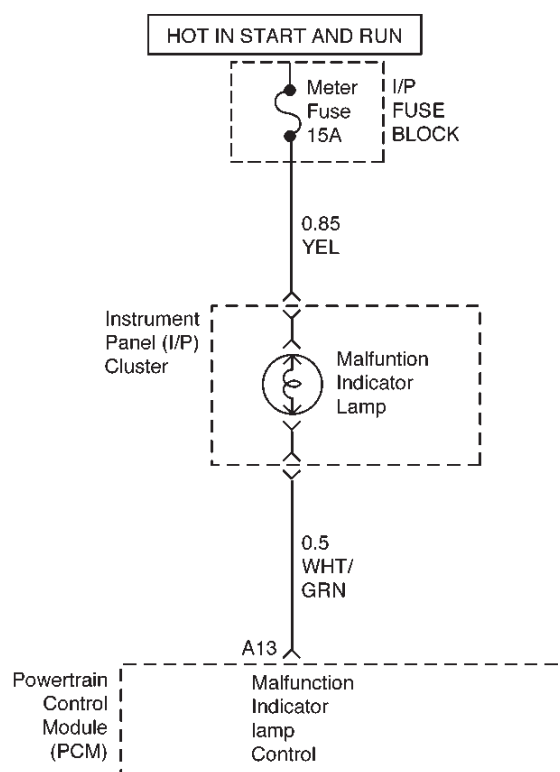 HOT IN START AND RUN
Meter
Fuse
15A
I/P
FUSE
BLOCK
0.85
YEL
Instrument
Panel (I/P)
Cluster
Malfuntion
Indicator
Lamp
0.5
WHT/
GRN
A13
Powertrain
Control
Module
(PCM)
Malfunction
Indicator
lamp
Control